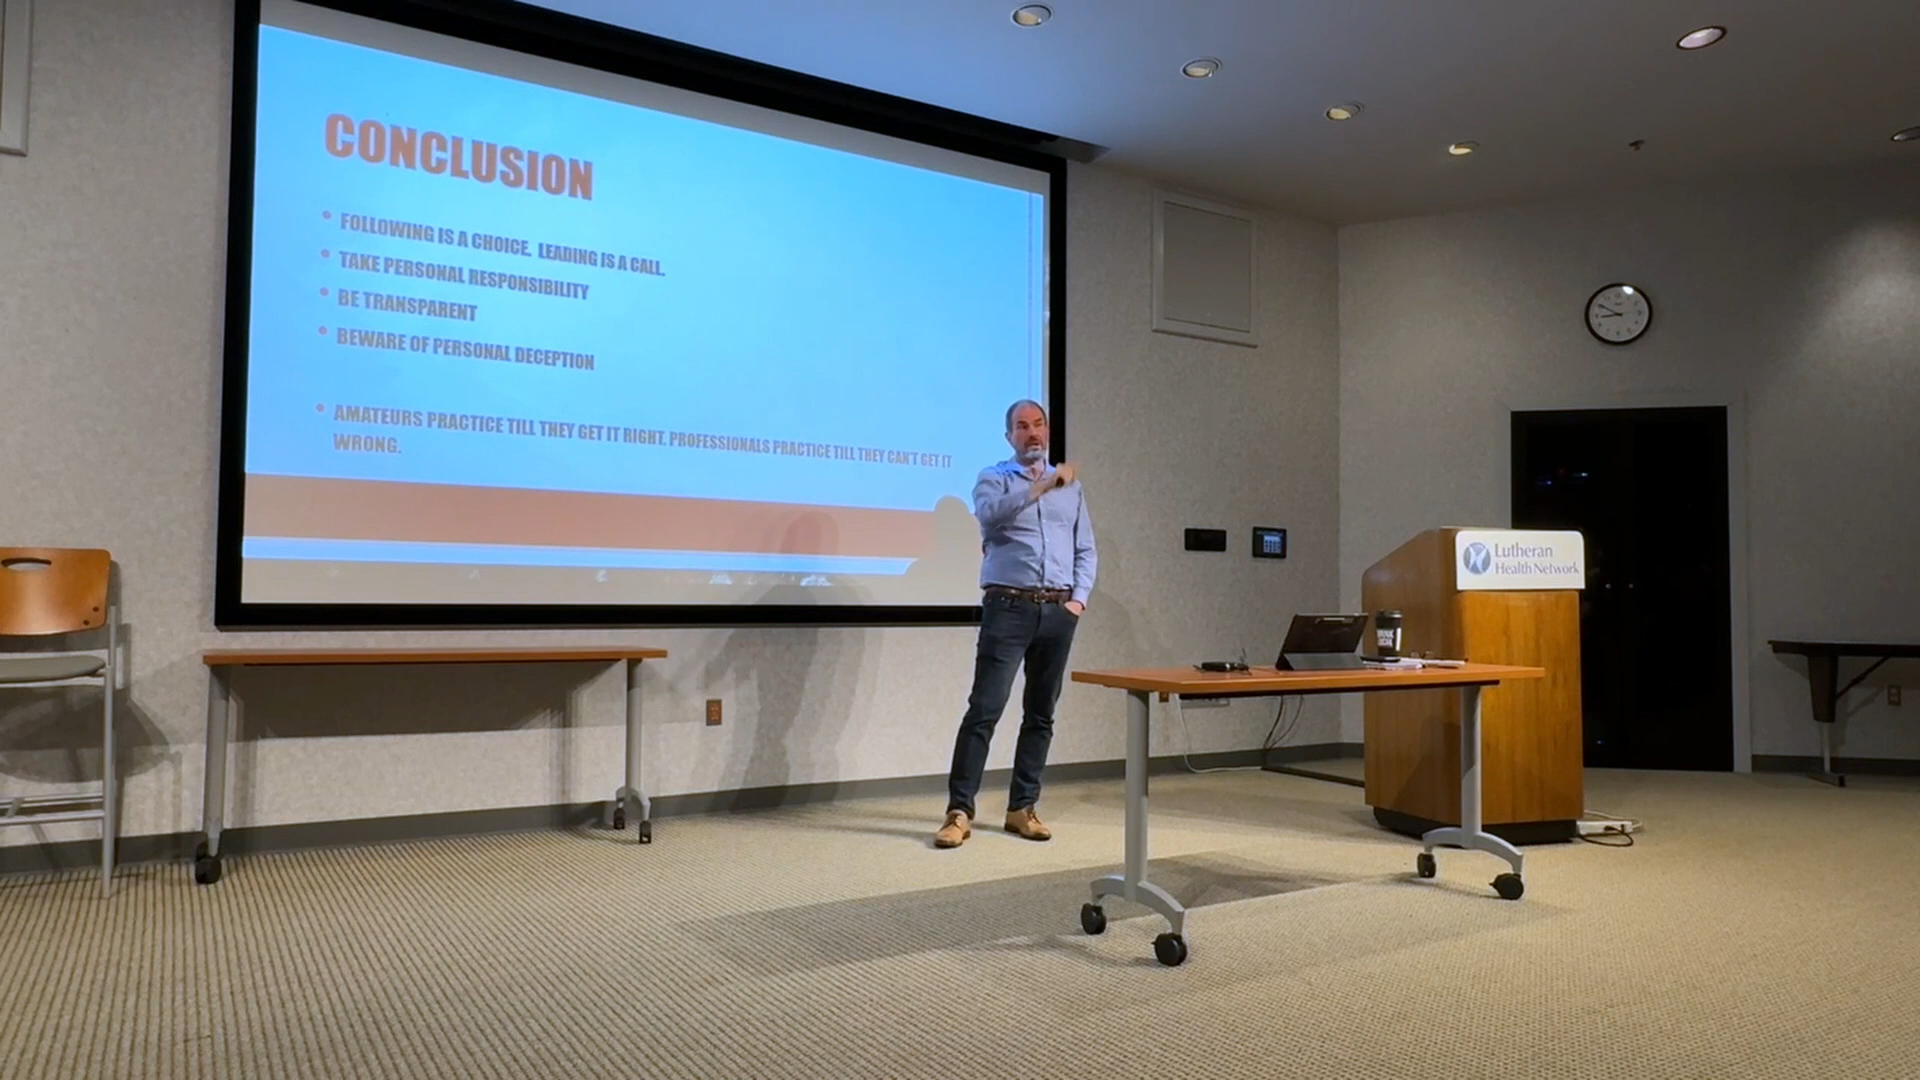 CONCLUSION
• FOLLOWING IS A CHOICE. LEADING IS A CALL.
• TAKE PERSONAL RESPONSIBILITY
• BE TRANSPARENT
• BEWARE OF PERSONAL DECEPTION
• AMATEURS PRACTICE TILL THEY GET IT RIGHT. PROFESSIONALS PRACTICE TILL THEY CAN'T GET IT
WRONG.
Lutheran
Health Network